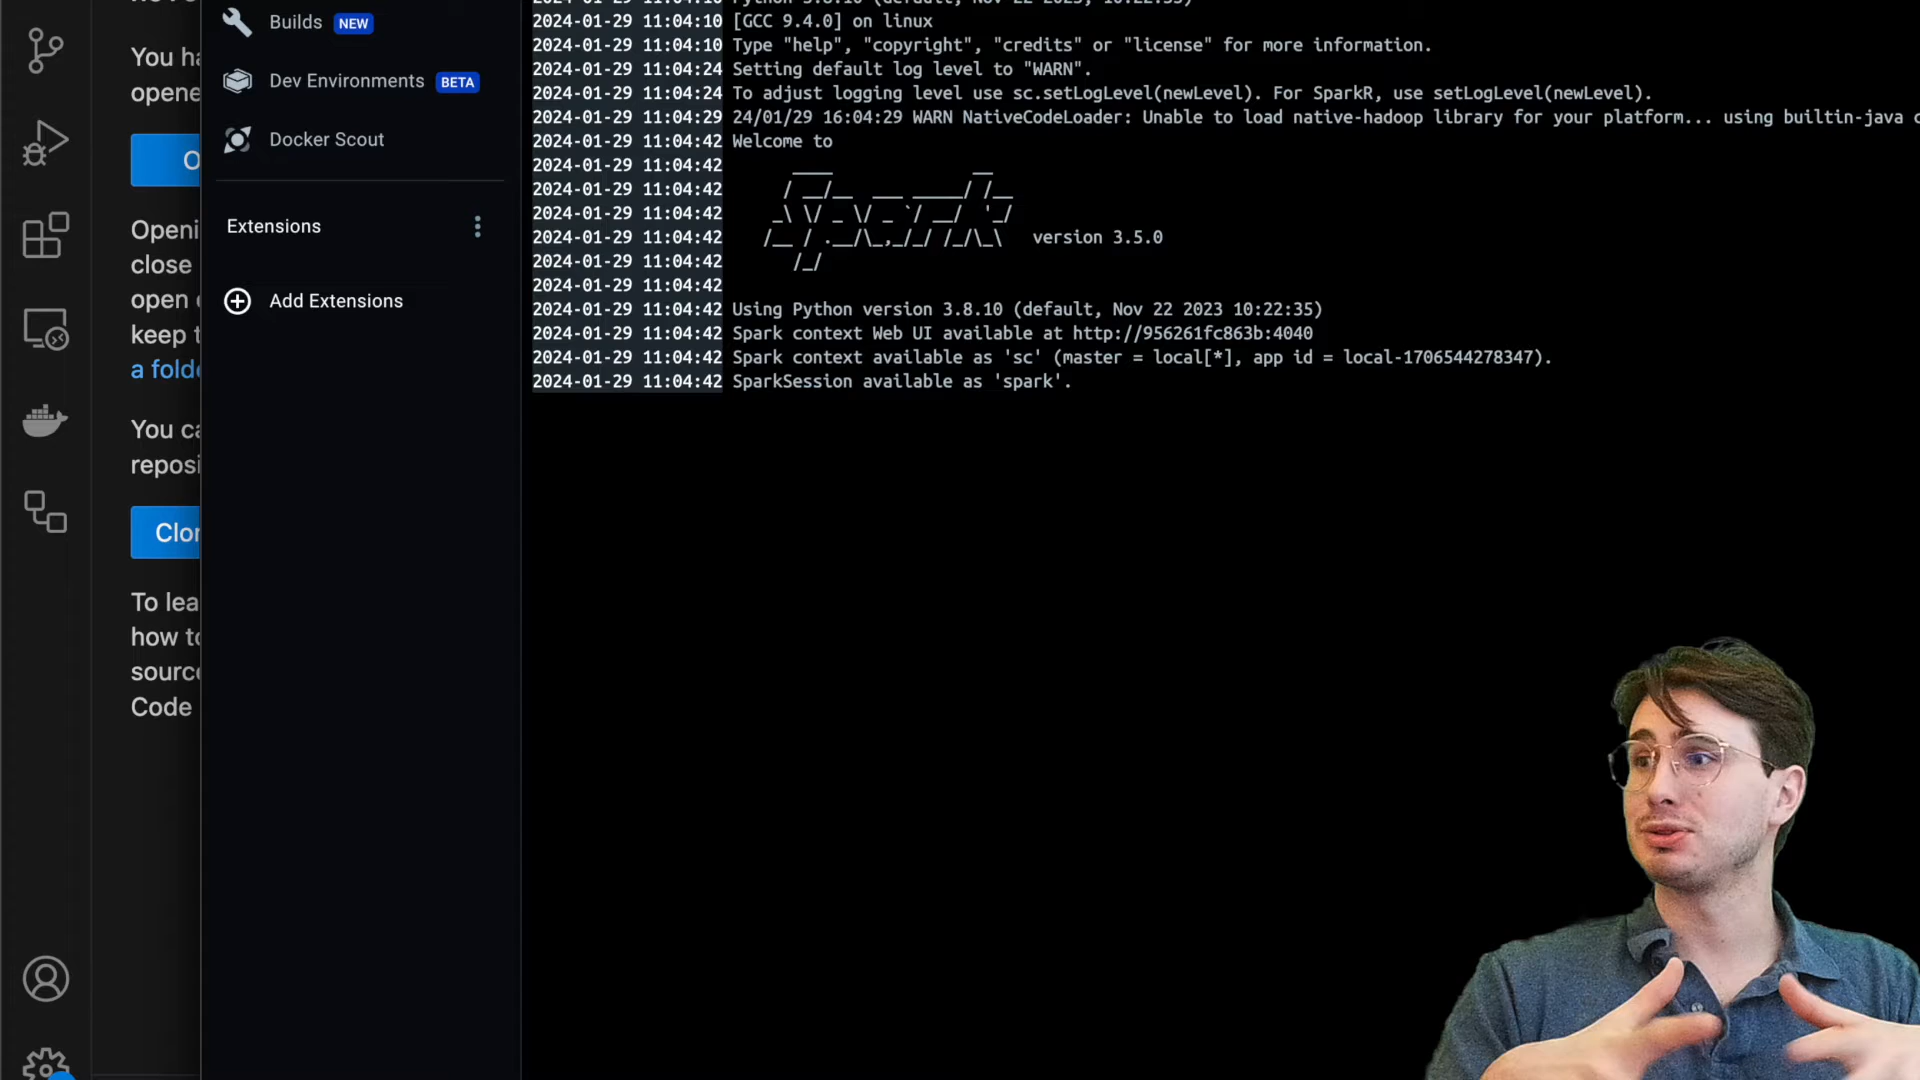 You ha
opene
O
Openi
close
open
keep t
a folde
You ca
reposi
Clor
To lea
how to
source
Code
Builds NEW
Dev Environments BETA
Docker Scout
Extensions
Add Extensions
2024-01-29 11:04:10 [GCC 9.4.0] on linux
2024-01-29 11:04:10 Type "help", "copyright", "credits" or "license" for more information.
2024-01-29 11:04:24 Setting default log level to "WARN".
2024-01-29 11:04:24 To adjust logging level use sc.setLogLevel(newLevel). For SparkR, use setLogLevel(newLevel).
2024-01-29 11:04:29 24/01/29 16:04:29 WARN NativeCodeLoader: Unable to load native-hadoop library for your platform... using builtin-java c
2024-01-29 11:04:42 Welcome to
2024-01-29 11:04:42
2024-01-29 11:04:42
2024-01-29 11:04:42
2024-01-29 11:04:42 Spark version 3.5.0
2024-01-29 11:04:42
2024-01-29 11:04:42
2024-01-29 11:04:42 Using Python version 3.8.10 (default, Nov 22 2023 10:22:35)
2024-01-29 11:04:42 Spark context Web UI available at http://956261fc863b:4040
2024-01-29 11:04:42 Spark context available as 'sc' (master = local[*], app id = local-1706544278347).
2024-01-29 11:04:42 SparkSession available as 'spark'.